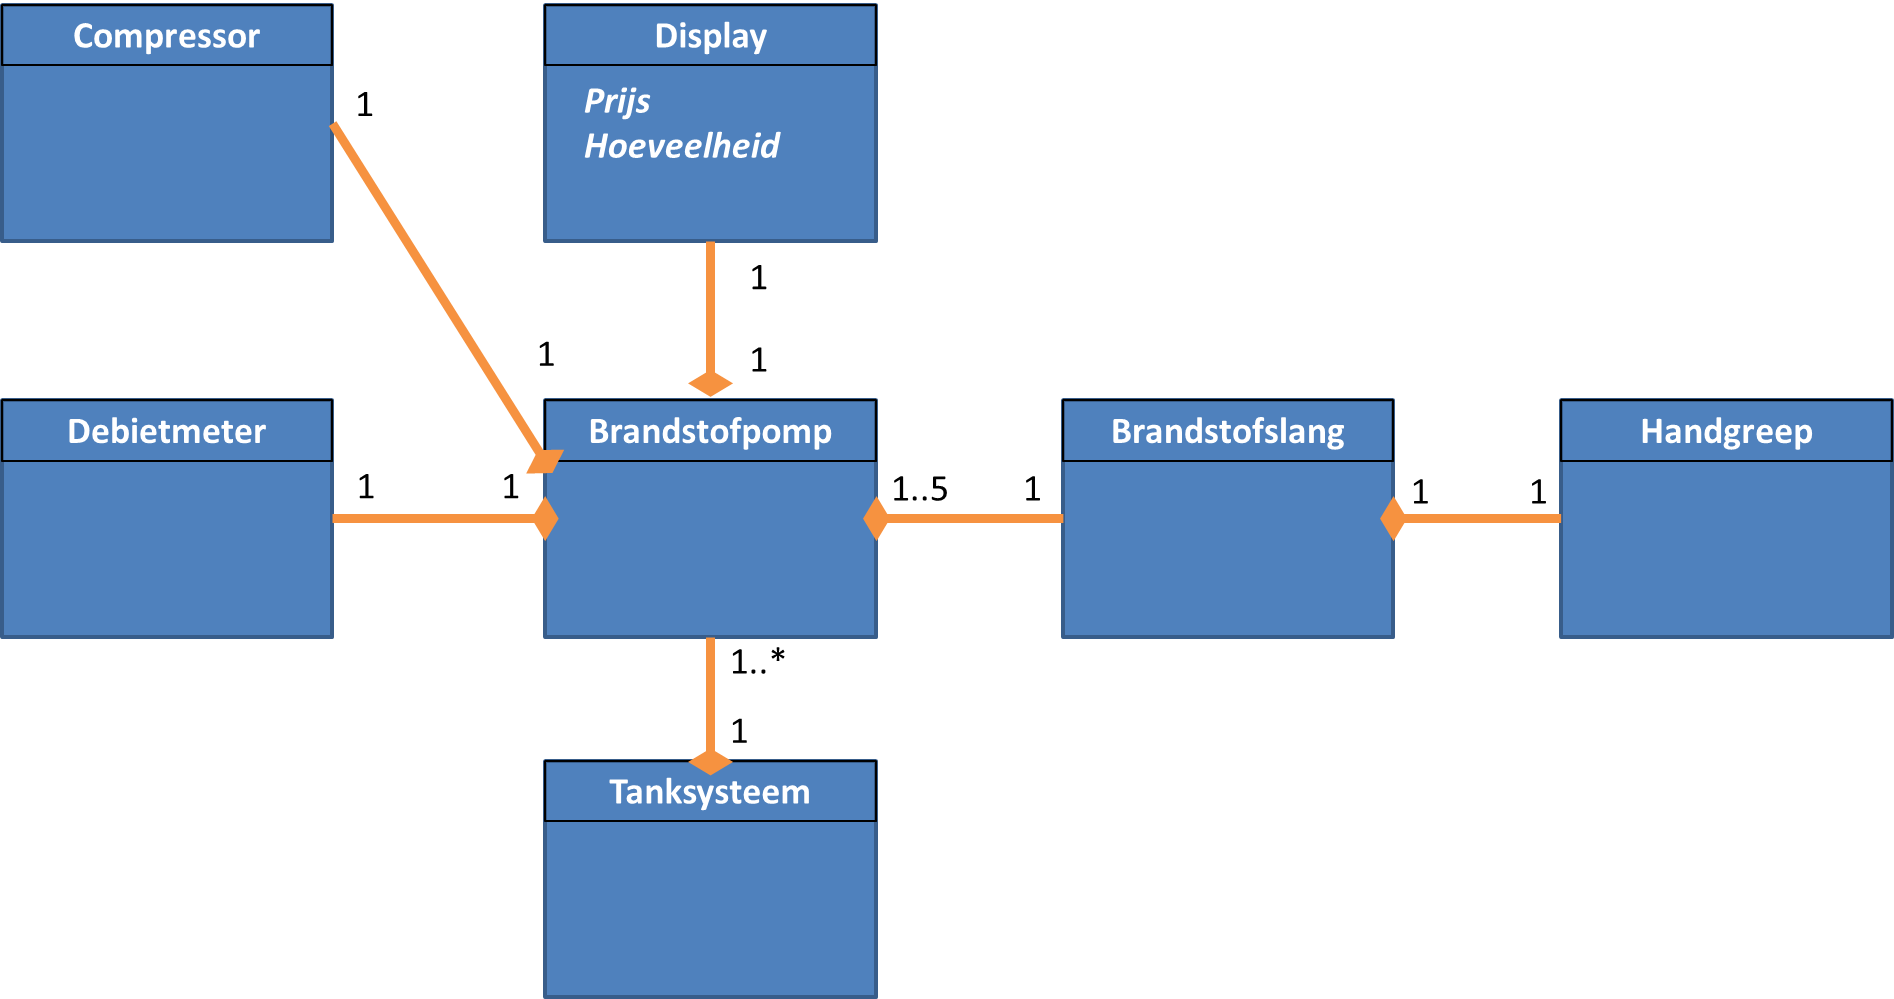 Compressor
Display
Prijs
Hoeveelheid
1
1
1
1
Debietmeter
Brandstofpomp
Brandstofslang
Handgreep
1
1
1..5
1
1
1
1..*
1
Tanksysteem